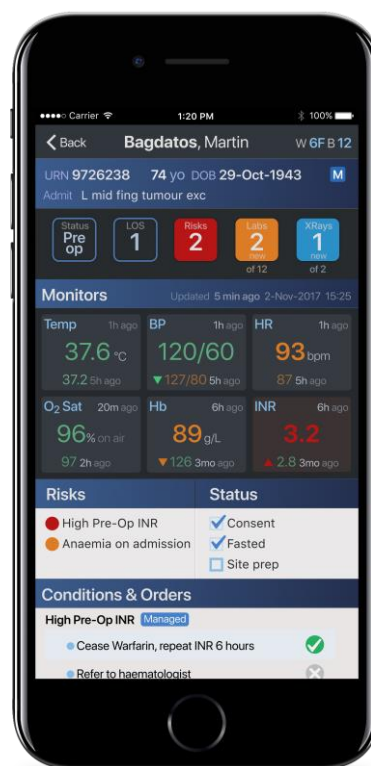 Carrier 1:20 PM 100%
Back Bagdatos, Martin W 6F B 12
URN 9726238 74 yo DOB 29-Oct-1943 M
Admit L mid fing tumour exc
Status LOS Risks Labs XRays
Pre op 1 2 2 1
new new
of 12 of 2
Monitors Updated 5 min ago 2-Nov-2017 15:25
Temp 1h ago BP 1h ago HR 1h ago
37.6 °C 120/60 93 bpm
37.2 5h ago ▼127/80 5h ago 87 5h ago
O₂ Sat 20m ago Hb 6h ago INR 6h ago
96% on air 89 g/L 3.2
97 2h ago ▼126 3mo ago ▲ 2.8 3mo ago
Risks Status
High Pre-Op INR Consent
Anaemia on admission Fasted
Site prep
Conditions & Orders
High Pre-Op INR Managed
Cease Warfarin, repeat INR 6 hours
Refer to haematologist